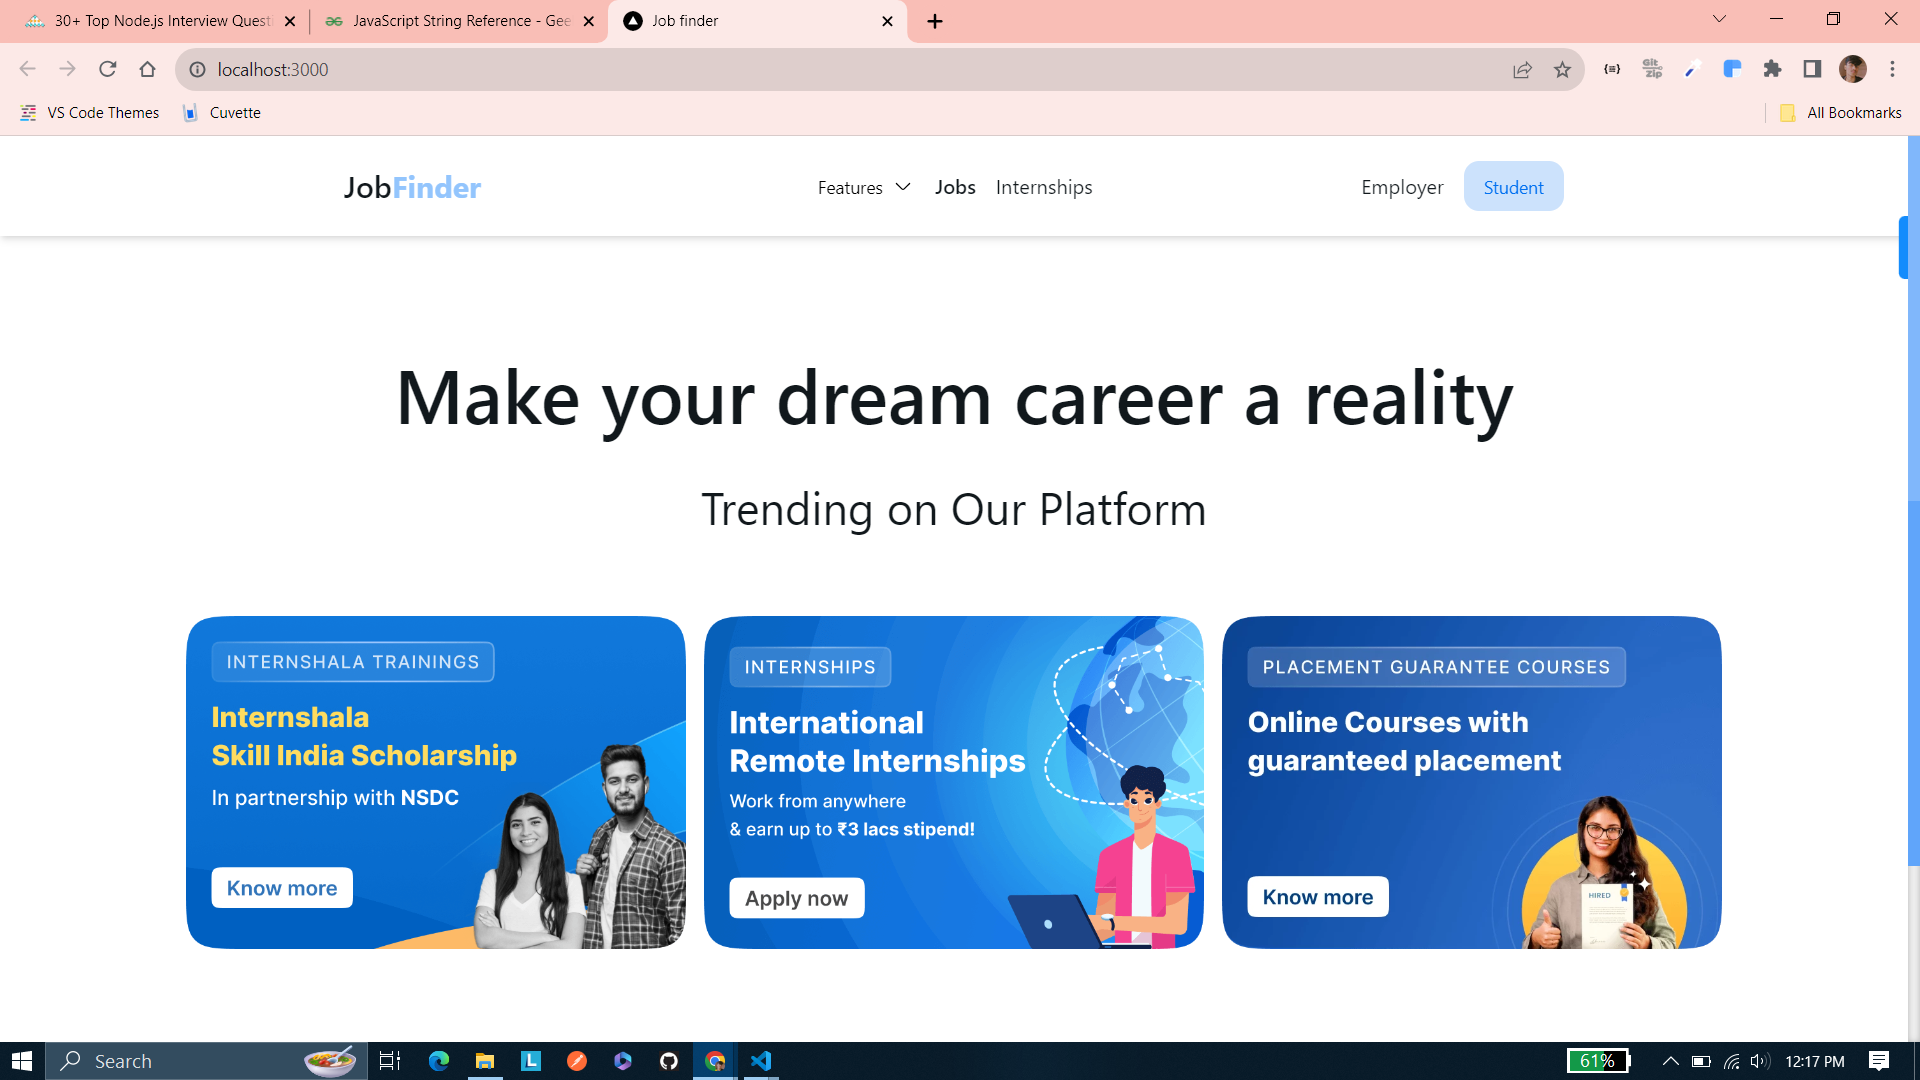 30+ Top Node.js Interview Questi
JavaScript String Reference - Gee
Job finder
localhost:3000
Git Zip
VS Code Themes
Cuvette
All Bookmarks
JobFinder
Features
Jobs
Internships
Employer
Student
Make your dream career a reality
Trending on Our Platform
INTERNSHALA TRAININGS
Internshala
Skill India Scholarship
In partnership with NSDC
Know more
INTERNSHIPS
International
Remote Internships
Work from anywhere
& earn up to ₹3 lacs stipend!
Apply now
PLACEMENT GUARANTEE COURSES
Online Courses with
guaranteed placement
HIRED
Know more
Search
L
61%
12:17 PM